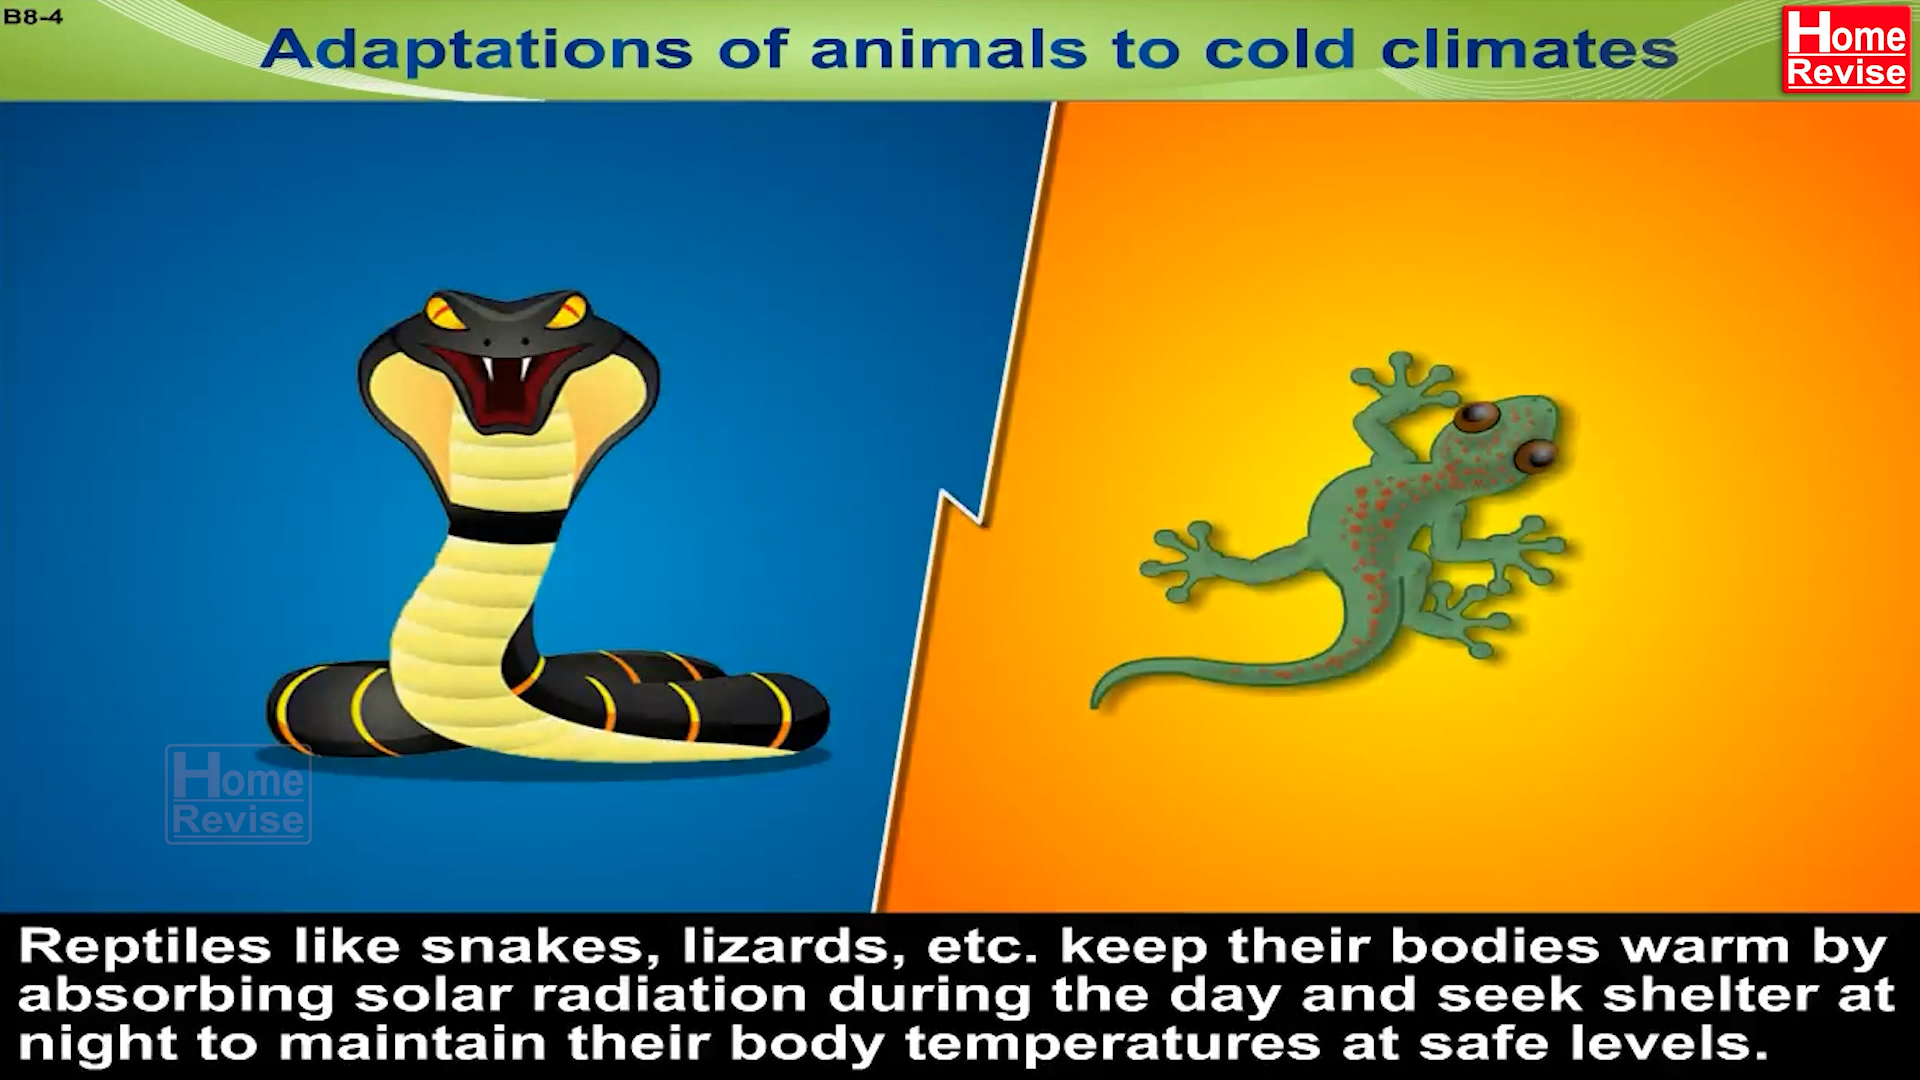 B8-4
Adaptations of animals to cold climates
Home
Revise
Home
Revise
Reptiles like snakes, lizards, etc. keep their bodies warm by
absorbing solar radiation during the day and seek shelter at
night to maintain their body temperatures at safe levels.